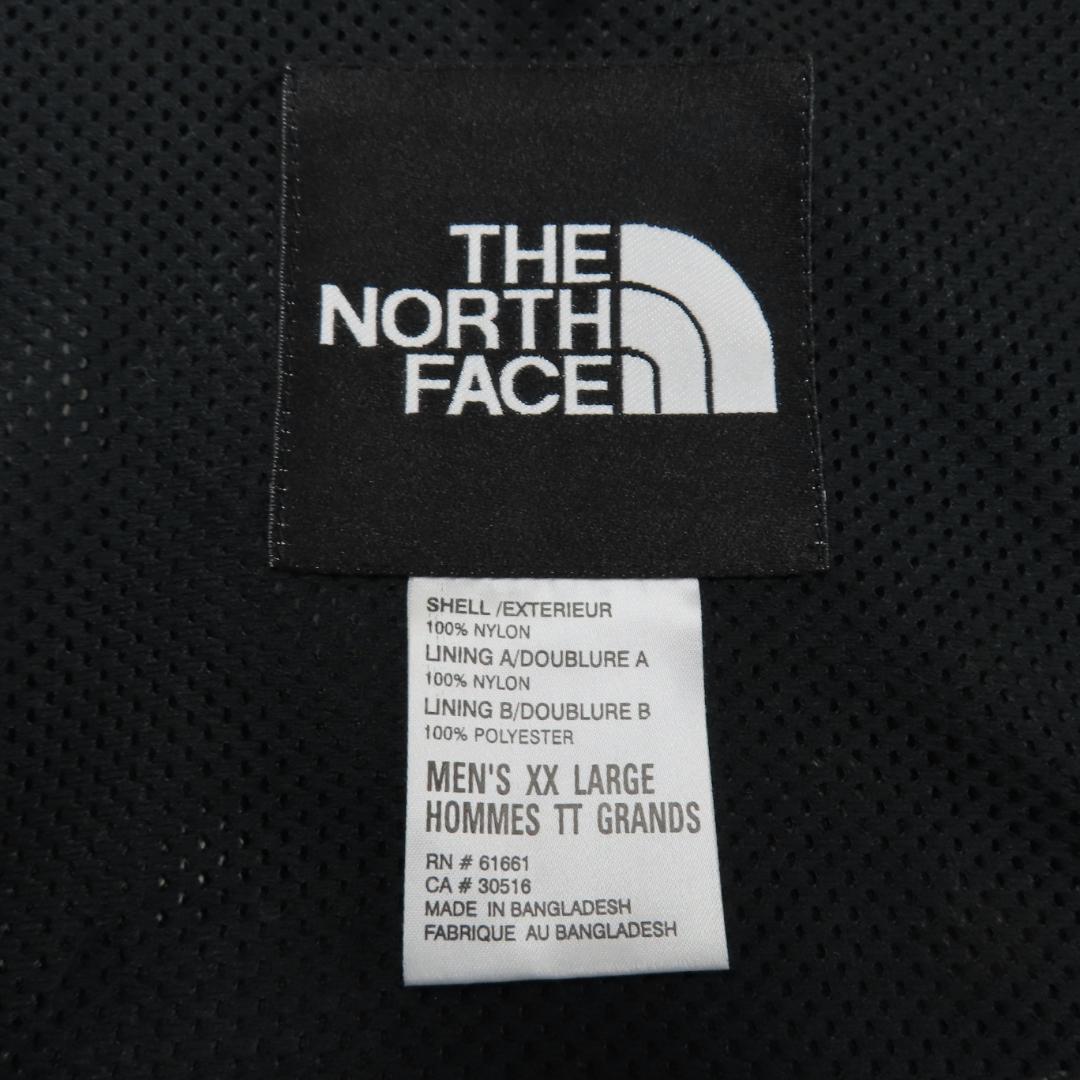 THE
NORTH
FACE
SHELL /EXTERIEUR
100% NYLON
LINING A/DOUBLURE A
100% NYLON
LINING B/DOUBLURE B
100% POLYESTER
MEN'S XX LARGE
HOMMES TT GRANDS
RN # 61661
CA # 30516
MADE IN BANGLADESH
FABRIQUE AU BANGLADESH